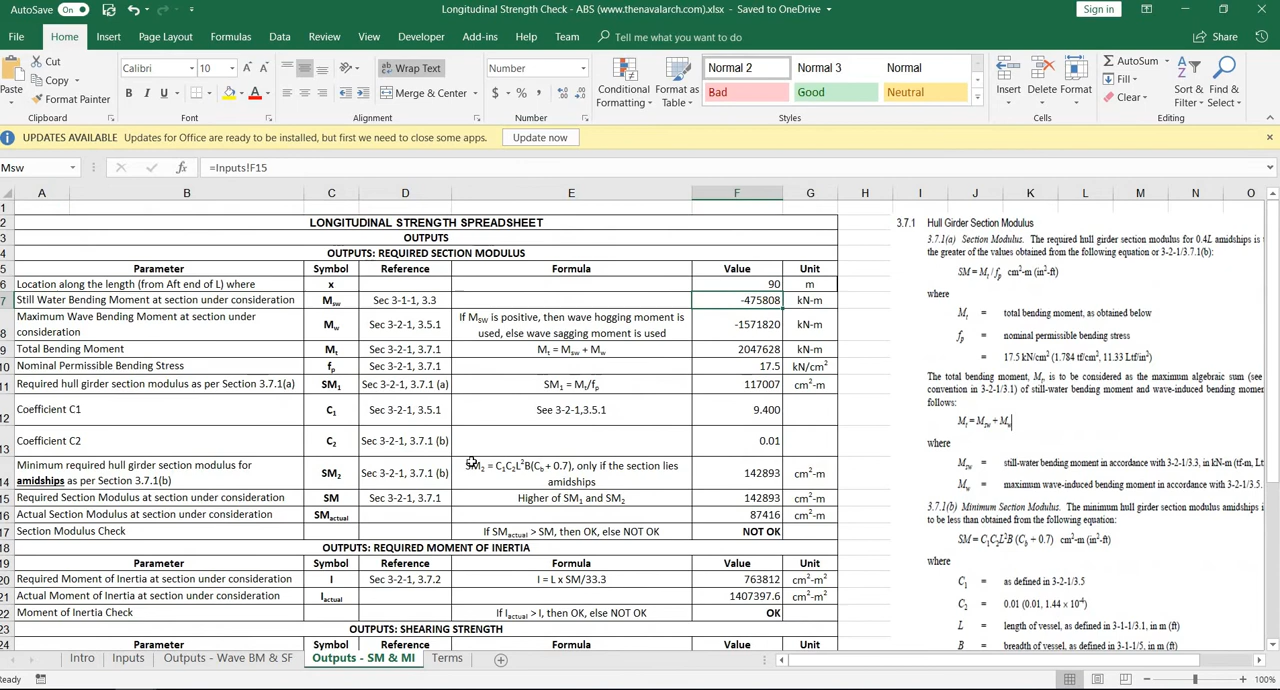 AutoSave On Longitudinal Strength Check - ABS (www.thenavalarch.com).xlsx - Saved to OneDrive Sign in
File Home Insert Page Layout Formulas Data Review View Developer Add-ins Help Team Tell me what you want to do Share
Cut Calibri 10 Wrap Text Number Normal 2 Normal 3 Normal AutoSum
Copy Fill
Paste Format Painter Merge & Center Conditional Formatting Format as Table Bad Good Neutral Insert Delete Format Clear Sort & Filter Find & Select
Clipboard Font Alignment Number Styles Cells Editing
UPDATES AVAILABLE Updates for Office are ready to be installed, but first we need to close some apps. Update now
Msw fx =Inputs!F15
A B C D E F G H I J K L M N O
1
2 LONGITUDINAL STRENGTH SPREADSHEET
3 OUTPUTS
4 OUTPUTS: REQUIRED SECTION MODULUS
5 Parameter Symbol Reference Formula Value Unit
6 Location along the length (from Aft end of L) where x 90 m
7 Still Water Bending Moment at section under consideration Msw Sec 3-1-1, 3.3 -475808 kN-m
8 Maximum Wave Bending Moment at section under consideration Mw Sec 3-2-1, 3.5.1 If MSW is positive, then wave hogging moment is used, else wave sagging moment is used -1571820 kN-m
9 Total Bending Moment Mt Sec 3-2-1, 3.7.1 Mt = Msw + Mw 2047628 kN-m
10 Nominal Permissible Bending Stress fp Sec 3-2-1, 3.7.1 17.5 kN/cm²
11 Required hull girder section modulus as per Section 3.7.1(a) SM1 Sec 3-2-1, 3.7.1 (a) SM1 = Mt/fp 117007 cm²-m
12 Coefficient C1 C1 Sec 3-2-1, 3.5.1 See 3-2-1,3.5.1 9.400
13 Coefficient C2 C2 Sec 3-2-1, 3.7.1 (b) 0.01
14 Minimum required hull girder section modulus for amidships as per Section 3.7.1(b) SM2 Sec 3-2-1, 3.7.1 (b) SM2 = C1C2L²B(Cb + 0.7), only if the section lies amidships 142893 cm²-m
15 Required Section Modulus at section under consideration SM Sec 3-2-1, 3.7.1 Higher of SM1 and SM2 142893 cm²-m
16 Actual Section Modulus at section under consideration SMactual 87416 cm²-m
17 Section Modulus Check If SMactual > SM, then OK, else NOT OK NOT OK
18 OUTPUTS: REQUIRED MOMENT OF INERTIA
19 Parameter Symbol Reference Formula Value Unit
20 Required Moment of Inertia at section under consideration I Sec 3-2-1, 3.7.2 I = L x SM/33.3 763812 cm²-m²
21 Actual Moment of Inertia at section under consideration Iactual 1407397.6 cm²-m²
22 Moment of Inertia Check If Iactual > I, then OK, else NOT OK OK
23 OUTPUTS: SHEARING STRENGTH
24 Parameter Symbol Reference Formula Value Unit
3.7.1 Hull Girder Section Modulus
3.7.1(a) Section Modulus. The required hull girder section modulus for 0.4L amidships is
the greater of the values obtained from the following equation or 3-2-1/3.7.1(b):
SM = Mt / fp cm²-m (in²-ft)
where
Mt = total bending moment, as obtained below
fp = nominal permissible bending stress
= 17.5 kN/cm² (1.784 tf/cm², 11.33 Ltf/in²)
The total bending moment, Mt, is to be considered as the maximum algebraic sum (see
convention in 3-2-1/3.1) of still-water bending moment and wave-induced bending
follows:
Mt = Msw + Mw
where
Msw = still-water bending moment in accordance with 3-2-1/3.3, in kN-m (tf-m,
Mw = maximum wave-induced bending moment in accordance with 3-2-1/3.5.
3.7.1(b) Minimum Section Modulus. The minimum hull girder section modulus amidships
to be less than obtained from the following equation:
SM = C1C2L²B (Cb + 0.7) cm²-m (in²-ft)
where
C1 = as defined in 3-2-1/3.5
C2 = 0.01 (0.01, 1.44 x 10-4)
L = length of vessel, as defined in 3-1-1/3.1, in m (ft)
B = breadth of vessel, as defined in 3-1-1/5, in m (ft)
Intro Inputs Outputs - Wave BM & SF Outputs - SM & MI Terms
Ready 100%